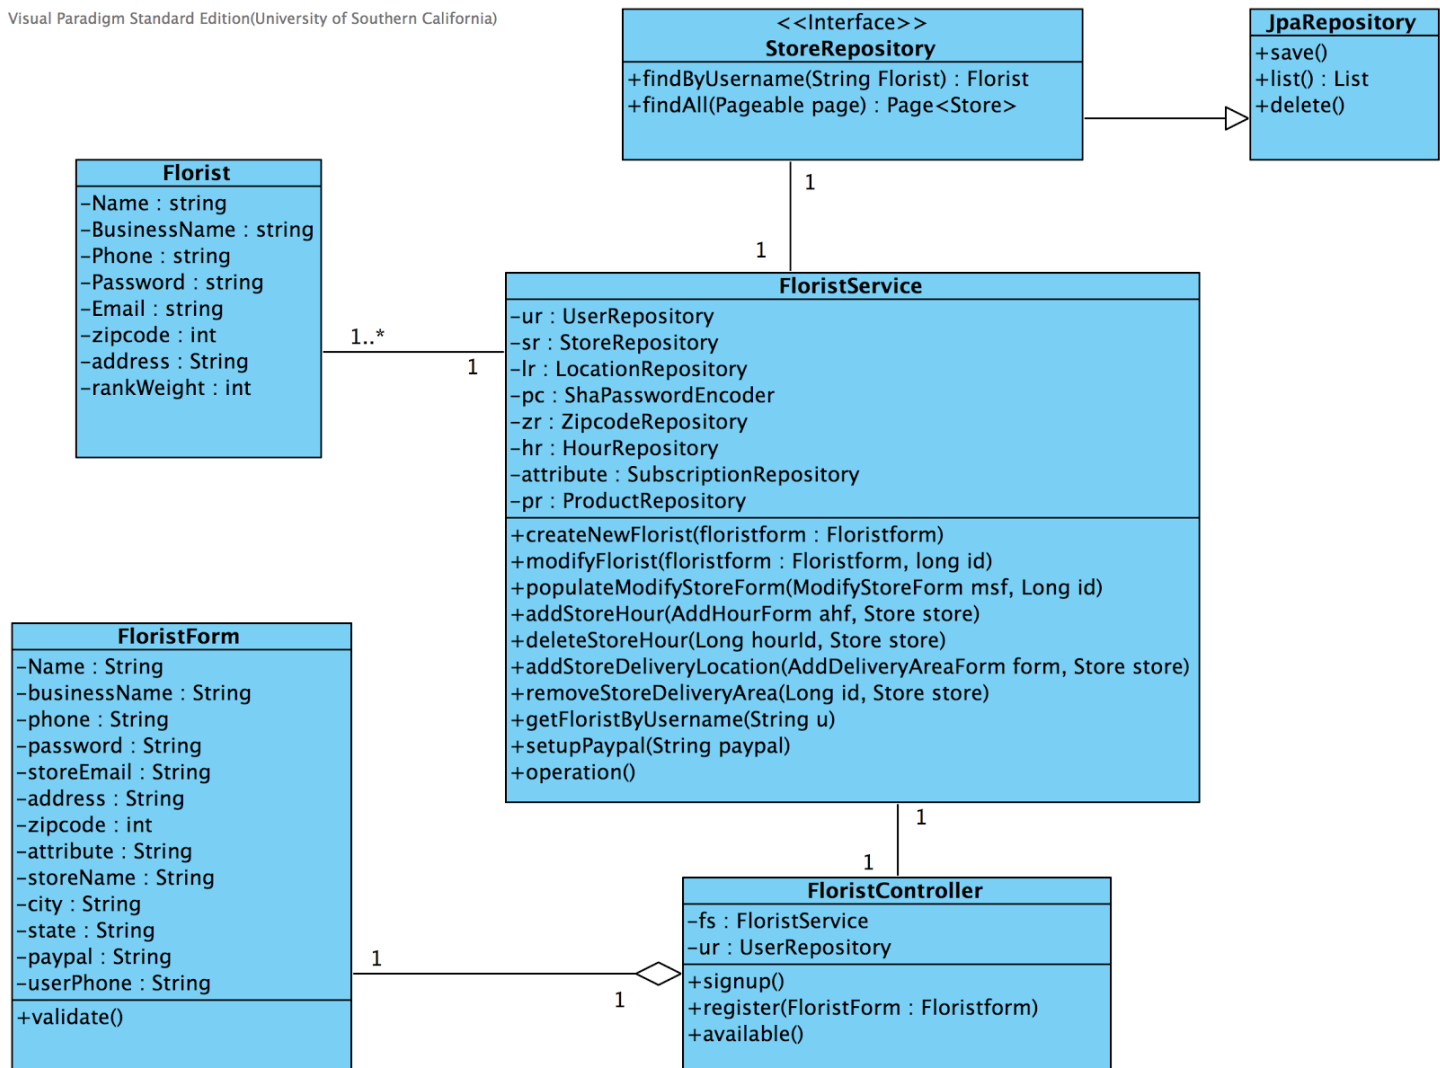 Visual Paradigm Standard Edition(University of Southern California)
<<Interface>>
StoreRepository
+findByUsername(String Florist) : Florist
+findAll(Pageable page) : Page<Store>
JpaRepository
+save()
+list() : List
+delete()
1
1
Florist
-Name : string
-BusinessName : string
-Phone : string
-Password : string
-Email : string
-zipcode : int
-address : String
-rankWeight : int
1..*
1
FloristService
-ur : UserRepository
-sr : StoreRepository
-lr : LocationRepository
-pc : ShaPasswordEncoder
-zr : ZipcodeRepository
-hr : HourRepository
-attribute : SubscriptionRepository
-pr : ProductRepository
+createNewFlorist(floristform : Floristform)
+modifyFlorist(floristform : Floristform, long id)
+populateModifyStoreForm(ModifyStoreForm msf, Long id)
+addStoreHour(AddHourForm ahf, Store store)
+deleteStoreHour(Long hourId, Store store)
+addStoreDeliveryLocation(AddDeliveryAreaForm form, Store store)
+removeStoreDeliveryArea(Long id, Store store)
+getFloristByUsername(String u)
+setupPaypal(String paypal)
+operation()
1
1
FloristForm
-Name : String
-businessName : String
-phone : String
-password : String
-storeEmail : String
-address : String
-zipcode : int
-attribute : String
-storeName : String
-city : String
-state : String
-paypal : String
-userPhone : String
+validate()
1
1
FloristController
-fs : FloristService
-ur : UserRepository
+signup()
+register(FloristForm : Floristform)
+available()